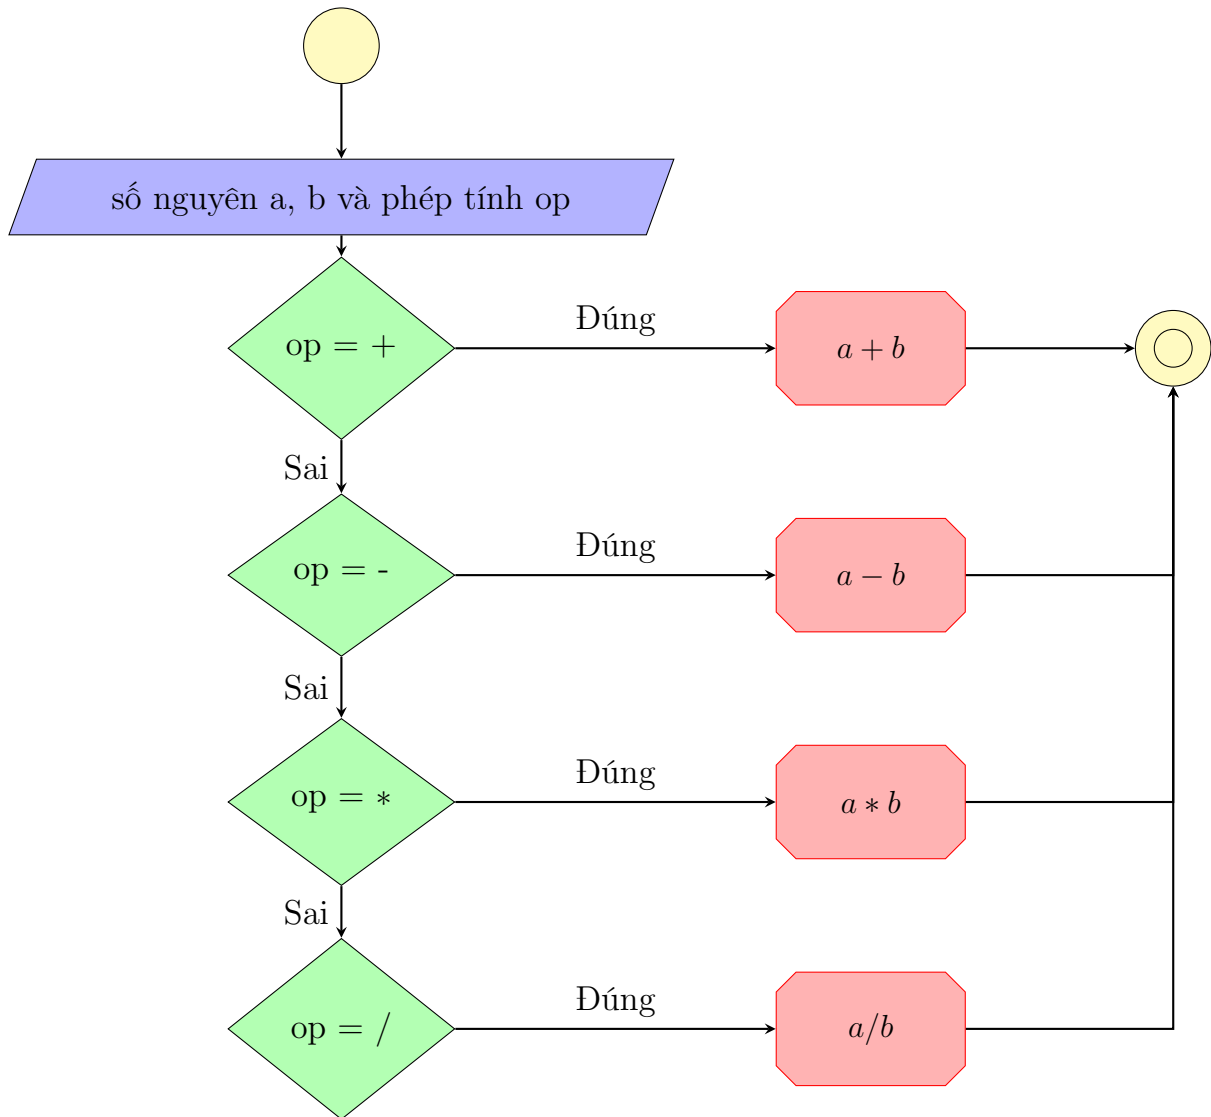 số nguyên a, b và phép tính op
op = +
Đúng
a + b
Sai
op = -
Đúng
a − b
Sai
op = ∗
Đúng
a ∗ b
Sai
op = /
Đúng
a/b